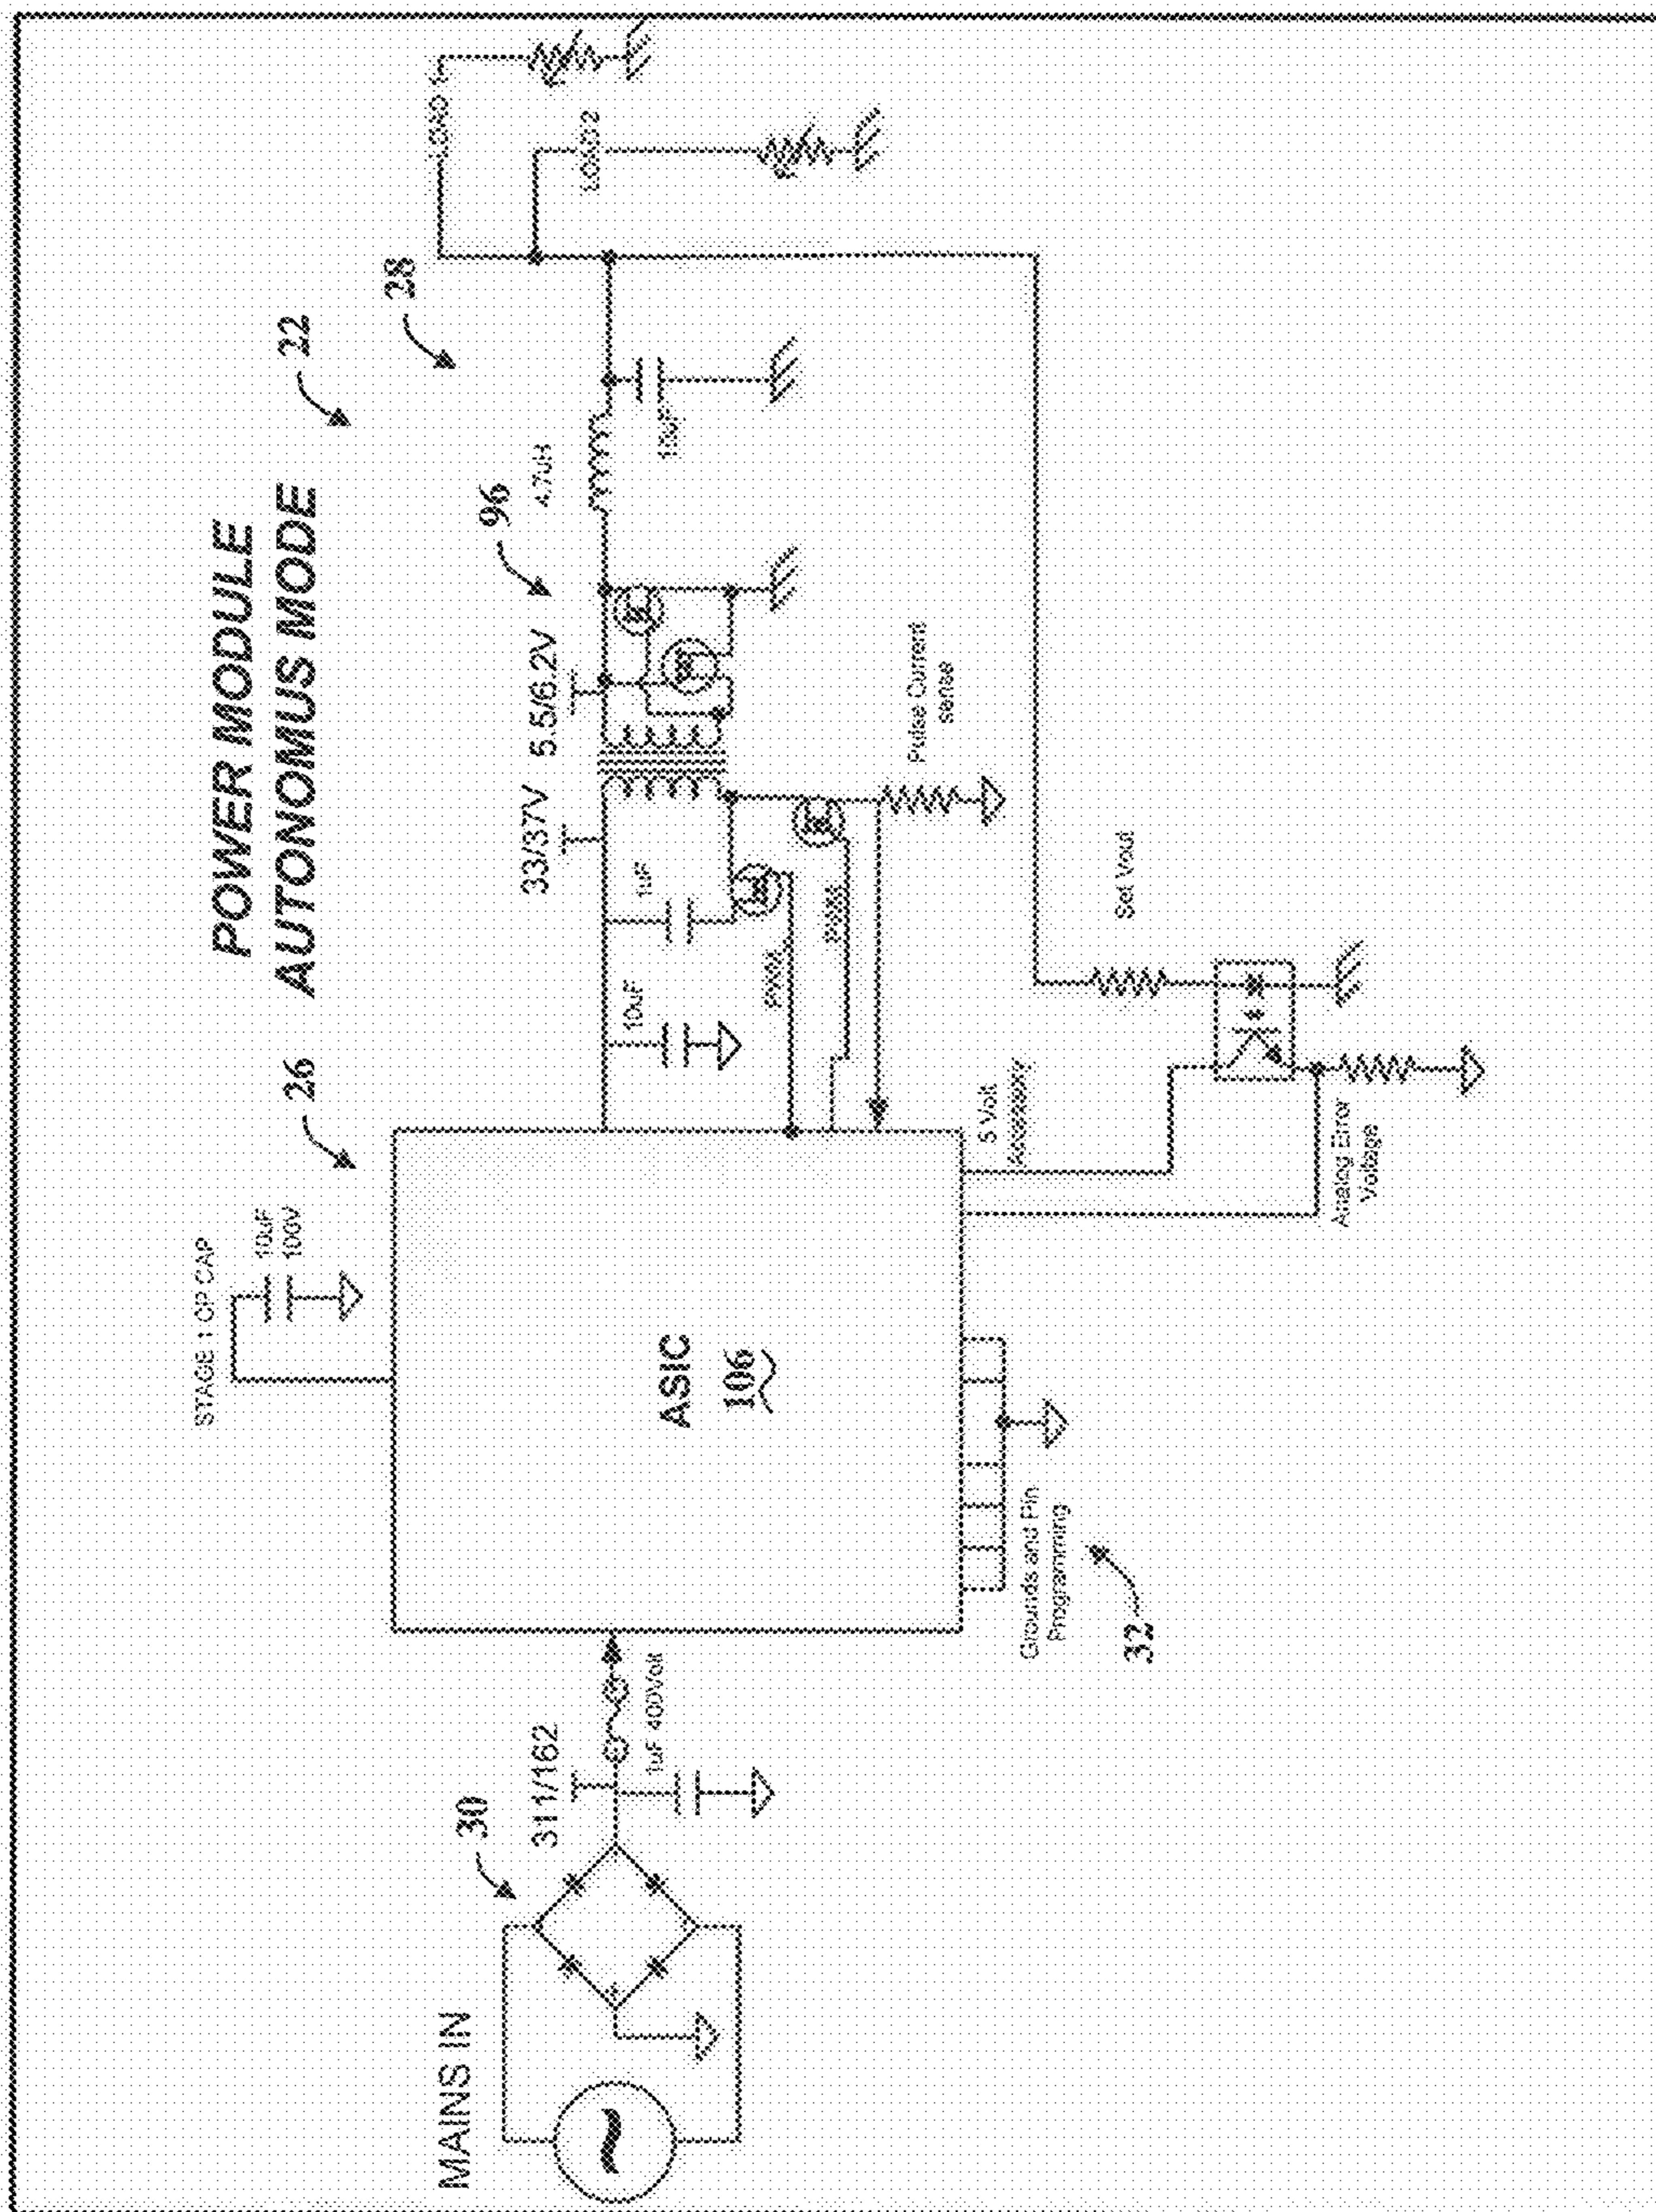 POWER MODULE
AUTONOMUS MODE
22
26
28
STAGE 1 OP CAP
10uF
100V
MAINS IN
30
311/162
1uF 400Volt
ASIC
106
Grounds and Pin
Programming
32
10uF
1uF
33/37V
5.5/6.2V
96
4.7uH
LOAD 1
LOAD 2
Pulse Current
sense
5 Volt
Accessory
Set Vout
Analog Error
Voltage